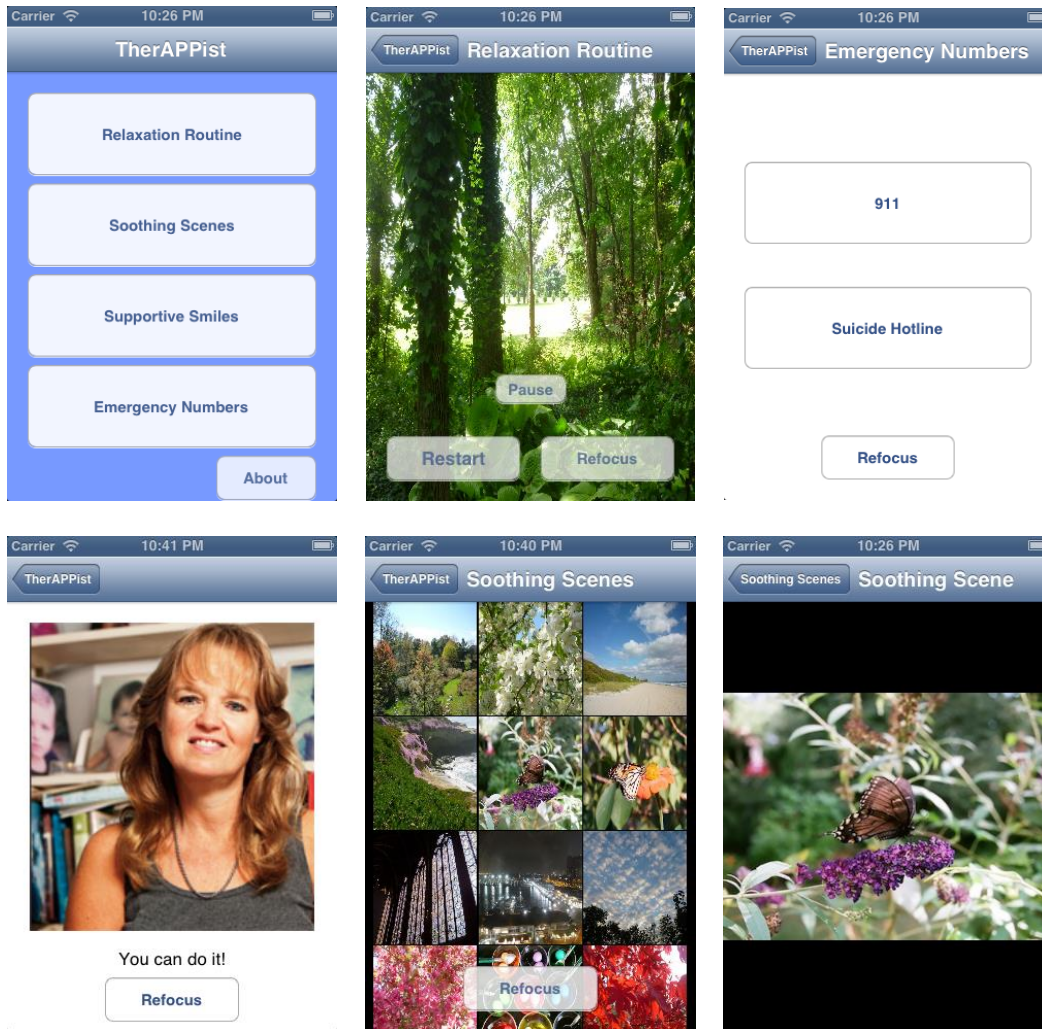 Carrier 10:26 PM
TherAPPist
Relaxation Routine
Soothing Scenes
Supportive Smiles
Emergency Numbers
About
Carrier 10:26 PM
TherAPPist Relaxation Routine
Pause
Restart Refocus
Carrier 10:26 PM
TherAPPist Emergency Numbers
911
Suicide Hotline
Refocus
Carrier 10:41 PM
TherAPPist
You can do it!
Refocus
Carrier 10:40 PM
TherAPPist Soothing Scenes
Refocus
Carrier 10:26 PM
Soothing Scenes Soothing Scene